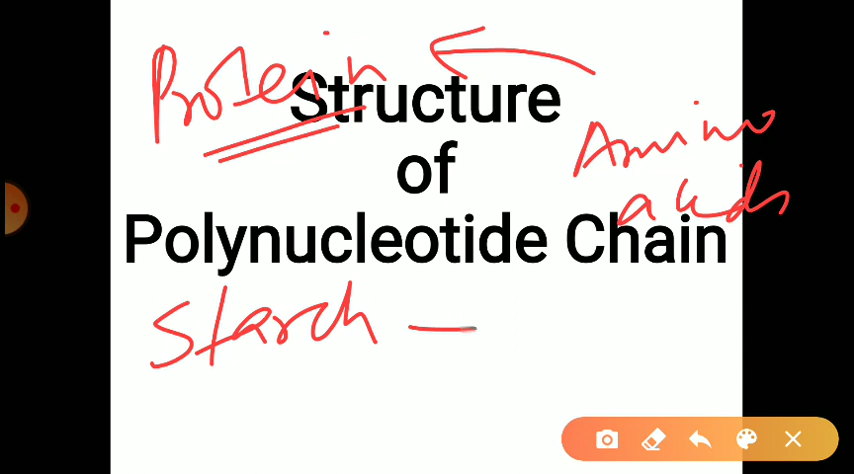 Protein
Structure
Amino
of
acids
Polynucleotide Chain
Starch —